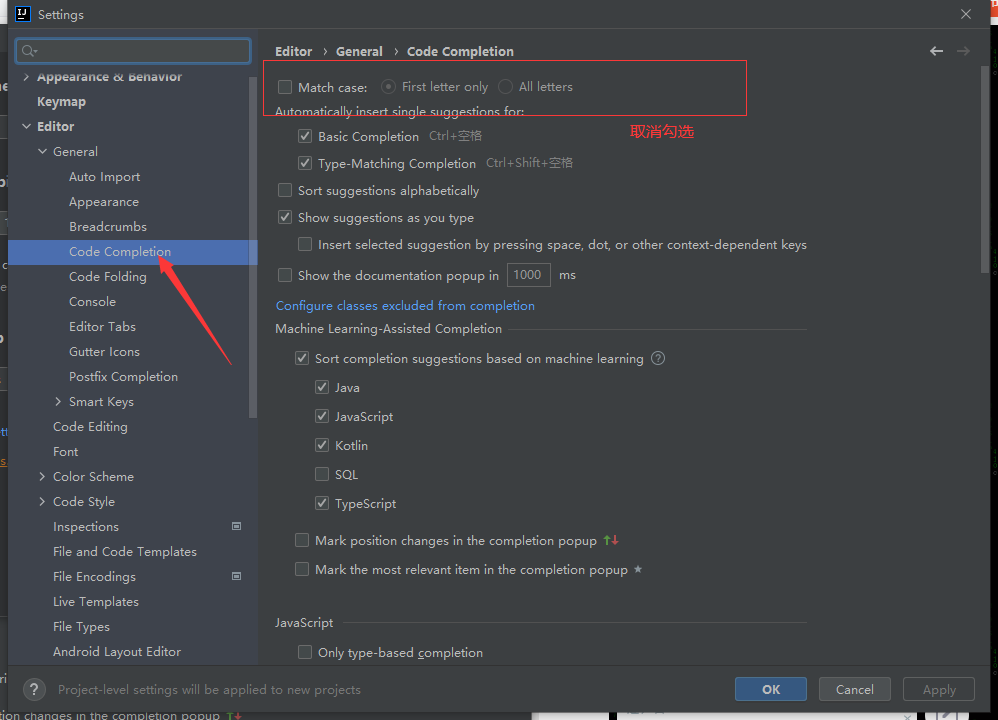 Settings
Editor › General › Code Completion
Appearance & Behavior
Keymap
Editor
General
Auto Import
Appearance
Breadcrumbs
Code Completion
Code Folding
Console
Editor Tabs
Gutter Icons
Postfix Completion
Smart Keys
Code Editing
Font
Color Scheme
Code Style
Inspections
File and Code Templates
File Encodings
Live Templates
File Types
Android Layout Editor
Match case: First letter only All letters
Automatically insert single suggestions for:
取消勾选
Basic Completion Ctrl+空格
Type-Matching Completion Ctrl+Shift+空格
Sort suggestions alphabetically
Show suggestions as you type
Insert selected suggestion by pressing space, dot, or other context-dependent keys
Show the documentation popup in 1000 ms
Configure classes excluded from completion
Machine Learning-Assisted Completion
Sort completion suggestions based on machine learning ?
Java
JavaScript
Kotlin
SQL
TypeScript
Mark position changes in the completion popup ↑↓
Mark the most relevant item in the completion popup ★
JavaScript
Only type-based completion
? Project-level settings will be applied to new projects
OK Cancel Apply
tion changes in the completion popup ↑↓